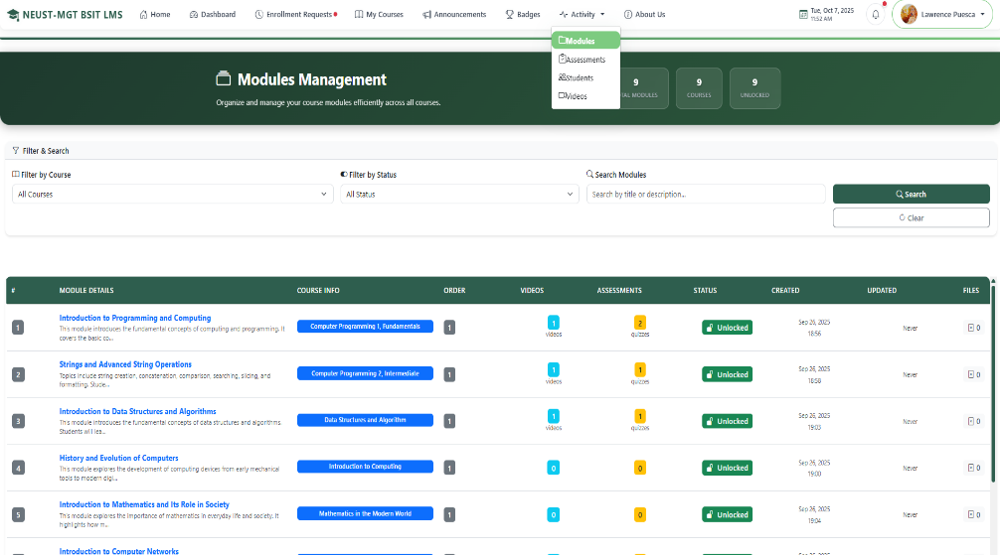 NEUST-MGT BSIT LMS Home Dashboard Enrollment Requests My Courses Announcements Badges Activity About Us Tue, Oct 7, 2025 Lawrence Puesca
11:52 AM
Modules
Assessments
Students
Videos
Modules Management
Organize and manage your course modules efficiently across all courses.
9 9 9
MODULES COURSES UNLOCKED
Filter & Search
Filter by Course Filter by Status Search Modules
All Courses All Status Search by title or description... Search
Clear
# MODULE DETAILS COURSE INFO ORDER VIDEOS ASSESSMENTS STATUS CREATED UPDATED FILES
1 Introduction to Programming and Computing Computer Programming 1, Fundamentals 1 1 videos 2 quizzes Unlocked Sep 26, 2025 18:56 Never 0
This module introduces the fundamental concepts of computing and programming. It
covers the basic co...
2 Strings and Advanced String Operations Computer Programming 2, Intermediate 1 1 videos 1 quizzes Unlocked Sep 26, 2025 18:58 Never 0
Topics include string creation, concatenation, comparison, searching, slicing, and
formatting. Stude...
3 Introduction to Data Structures and Algorithms Data Structures and Algorithm 1 1 videos 1 quizzes Unlocked Sep 26, 2025 19:03 Never 0
This module introduces the fundamental concepts of data structures and algorithms.
Students will lea...
4 History and Evolution of Computers Introduction to Computing 1 0 0 Unlocked Sep 26, 2025 19:00 Never 0
This module explores the development of computing devices from early mechanical
tools to modern digi...
5 Introduction to Mathematics and Its Role in Society Mathematics in the Modern World 1 0 0 Unlocked Sep 26, 2025 19:04 Never 0
This module explores the importance of mathematics in everyday life and society. It
highlights how m...
Introduction to Computer Networks